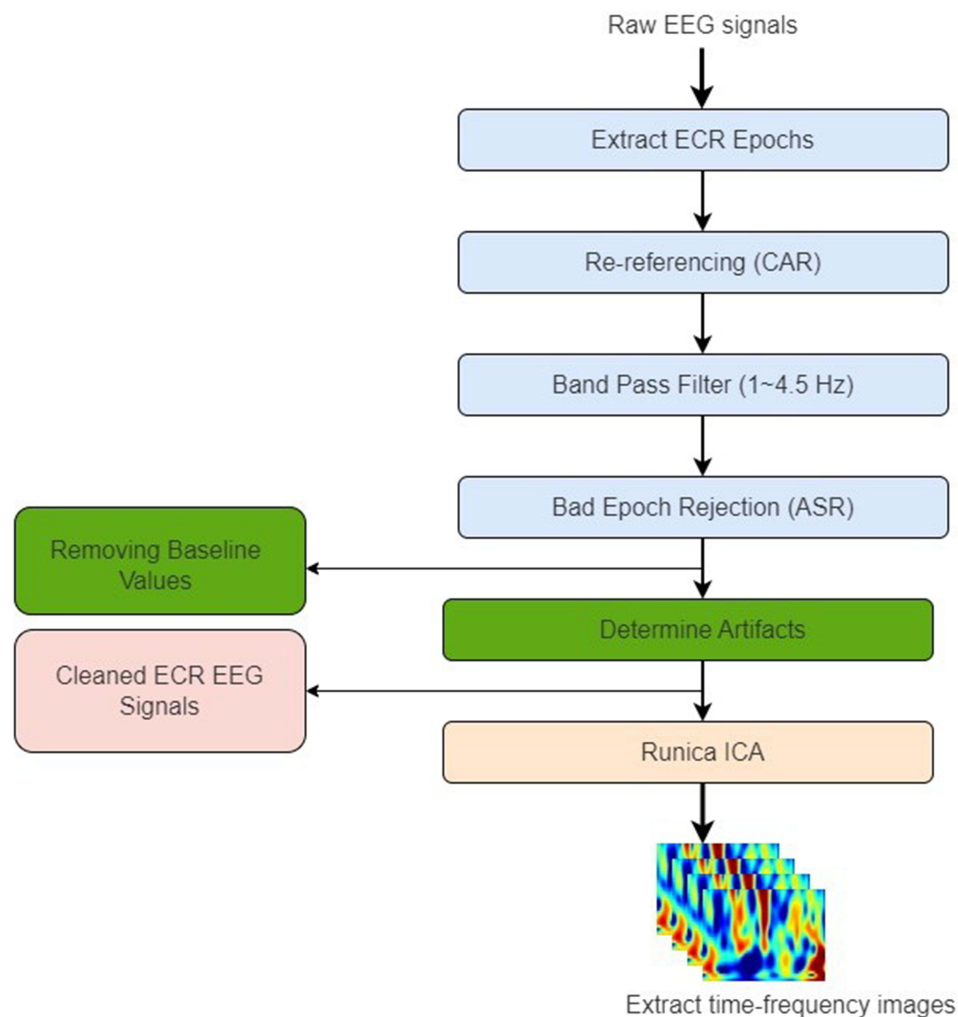 Raw EEG signals
Extract ECR Epochs
Re-referencing (CAR)
Band Pass Filter (1~4.5 Hz)
Bad Epoch Rejection (ASR)
Removing Baseline
Values
Determine Artifacts
Cleaned ECR EEG
Signals
Runica ICA
Extract time-frequency images